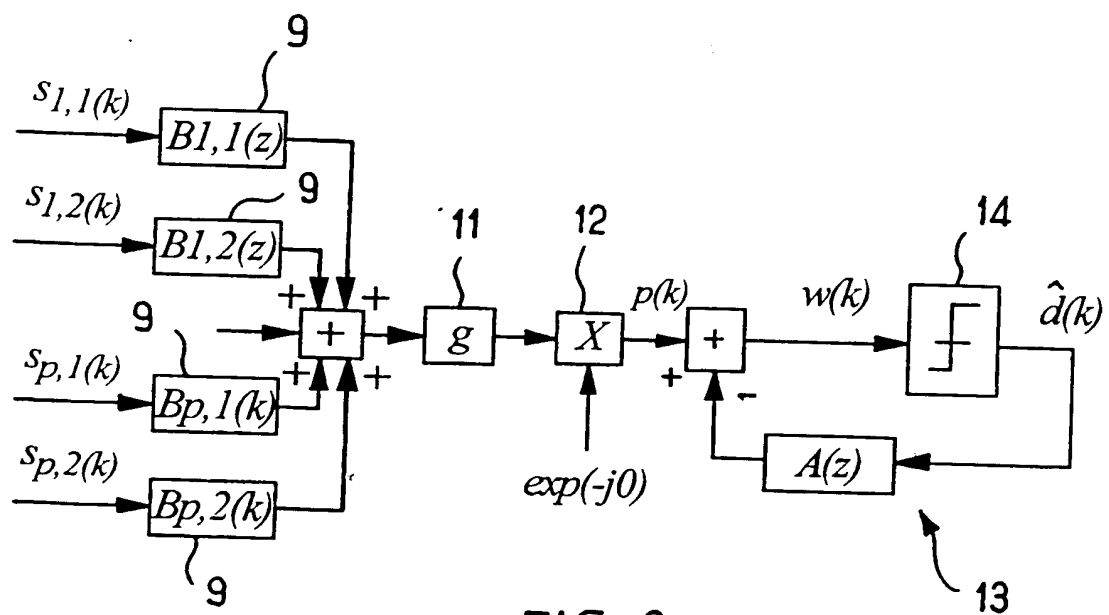 9
s1,1(k)
B1,1(z)
9
s1,2(k)
B1,2(z)
11
12
14
p(k)
w(k)
d̂(k)
+ +
+
g
X
+
9
+ +
+
-
sp,1(k)
Bp,1(k)
exp(-j0)
A(z)
sp,2(k)
Bp,2(k)
9
13